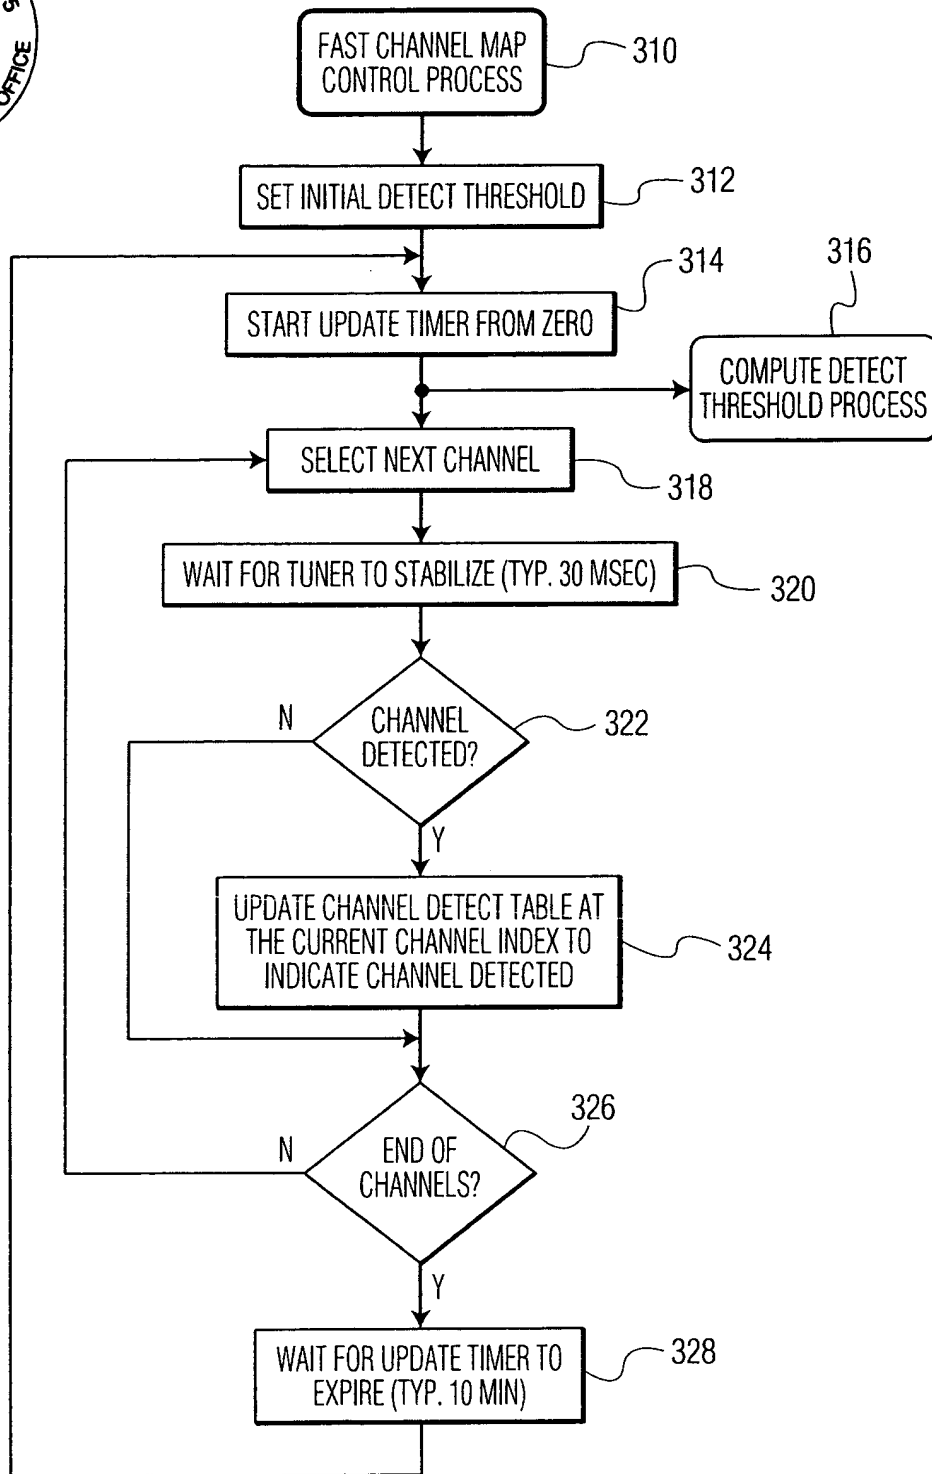 OFFICE
FAST CHANNEL MAP
CONTROL PROCESS
310
SET INITIAL DETECT THRESHOLD
312
START UPDATE TIMER FROM ZERO
314
316
COMPUTE DETECT
THRESHOLD PROCESS
SELECT NEXT CHANNEL
318
WAIT FOR TUNER TO STABILIZE (TYP. 30 MSEC)
320
N
CHANNEL
DETECTED?
322
Y
UPDATE CHANNEL DETECT TABLE AT
THE CURRENT CHANNEL INDEX TO
INDICATE CHANNEL DETECTED
324
326
N
END OF
CHANNELS?
Y
WAIT FOR UPDATE TIMER TO
EXPIRE (TYP. 10 MIN)
328